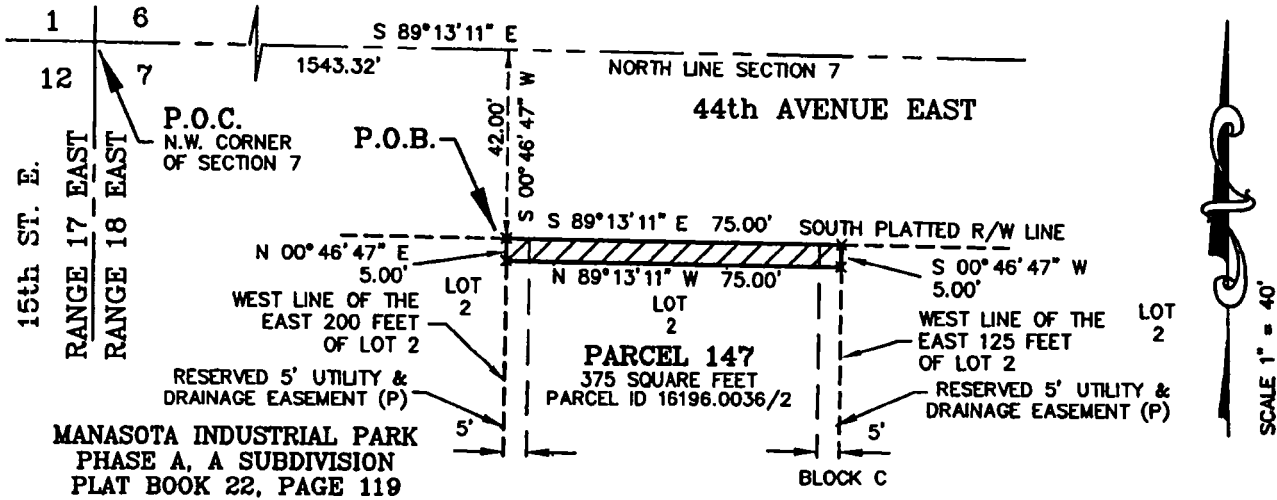 1
6
12
7
S 89°13'11" E
1543.32'
NORTH LINE SECTION 7
44th AVENUE EAST
P.O.C.
N.W. CORNER
OF SECTION 7
15th ST. E.
RANGE 17 EAST
RANGE 18 EAST
P.O.B.
42.00'
S 00°46'47" W
S 89°13'11" E 75.00'
SOUTH PLATTED R/W LINE
N 00°46'47" E
5.00'
N 89°13'11" W 75.00'
S 00°46'47" W
5.00'
LOT
2
WEST LINE OF THE
EAST 200 FEET
OF LOT 2
LOT
2
WEST LINE OF THE
EAST 125 FEET
OF LOT 2
LOT
2
PARCEL 147
375 SQUARE FEET
PARCEL ID 16196.0036/2
RESERVED 5' UTILITY &
DRAINAGE EASEMENT (P)
RESERVED 5' UTILITY &
DRAINAGE EASEMENT (P)
5'
5'
MANASOTA INDUSTRIAL PARK
PHASE A, A SUBDIVISION
PLAT BOOK 22, PAGE 119
BLOCK C
SCALE 1" = 40'